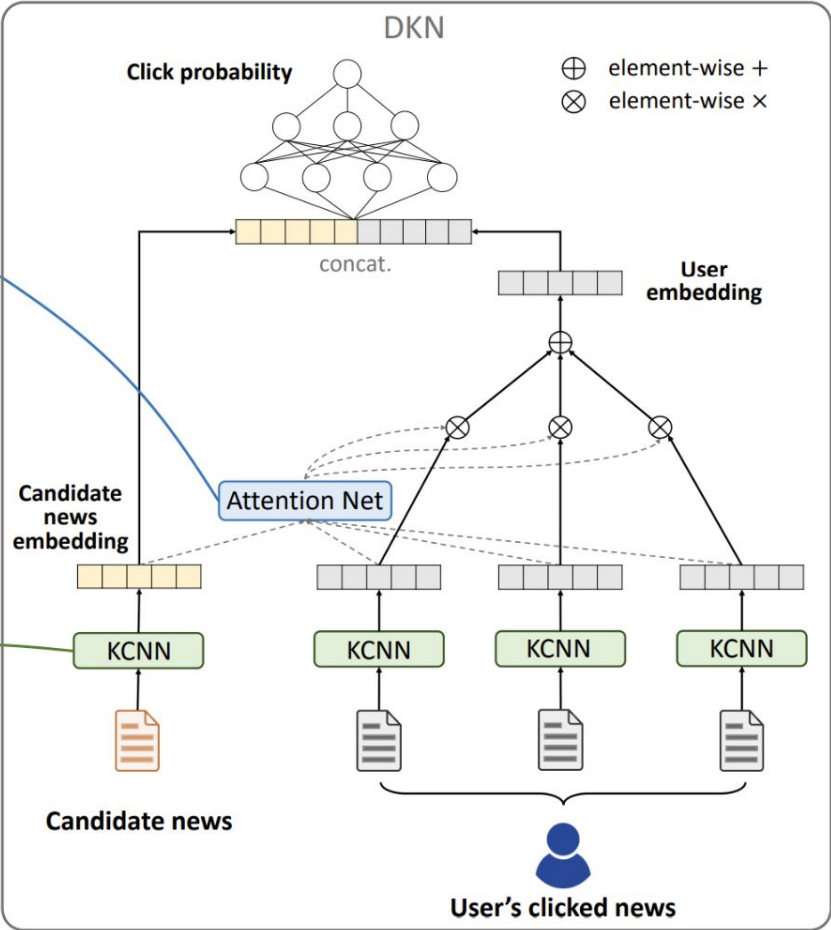 DKN
Click probability
⊕ element-wise +
⊗ element-wise ×
concat.
User
embedding
Attention Net
Candidate
news
embedding
KCNN
KCNN
KCNN
KCNN
Candidate news
User's clicked news